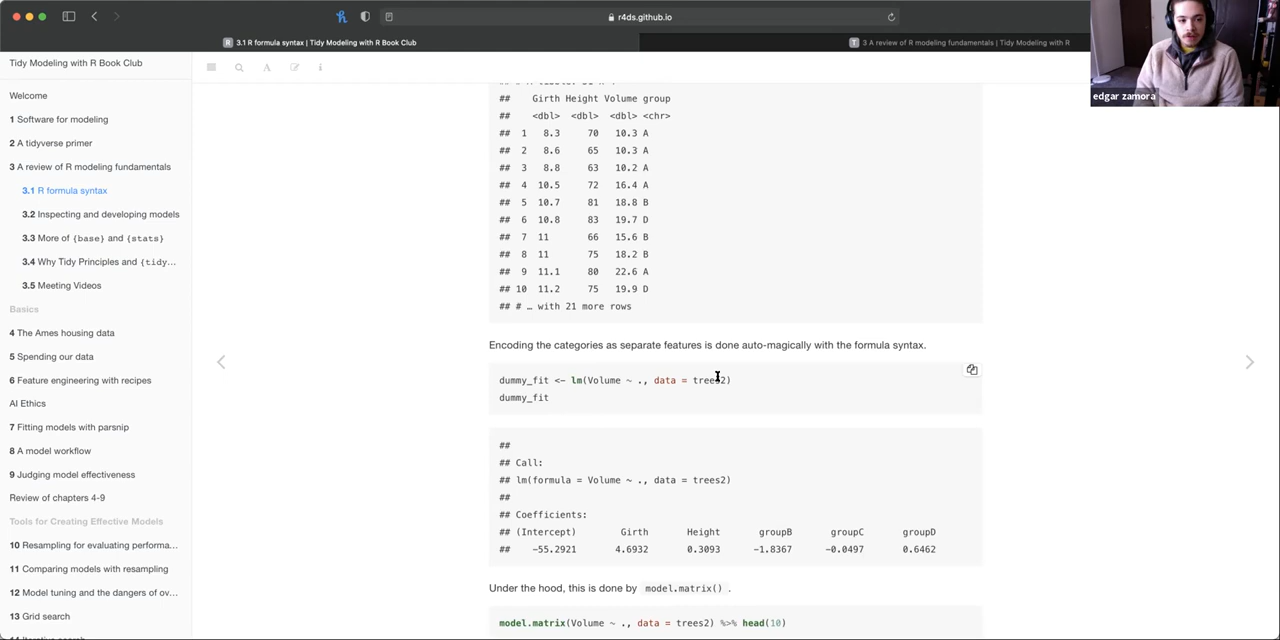 r4ds.github.io
3.1 R formula syntax | Tidy Modeling with R Book Club
3 A review of R modeling fundamentals | Tidy Modeling with R
edgar zamora
Tidy Modeling with R Book Club
Welcome
1 Software for modeling
2 A tidyverse primer
3 A review of R modeling fundamentals
3.1 R formula syntax
3.2 Inspecting and developing models
3.3 More of {base} and {stats}
3.4 Why Tidy Principles and {tidy…
3.5 Meeting Videos
Basics
4 The Ames housing data
5 Spending our data
6 Feature engineering with recipes
AI Ethics
7 Fitting models with parsnip
8 A model workflow
9 Judging model effectiveness
Review of chapters 4-9
Tools for Creating Effective Models
10 Resampling for evaluating performa…
11 Comparing models with resampling
12 Model tuning and the dangers of ov…
13 Grid search
## Girth Height Volume group
## <dbl> <dbl> <dbl> <chr>
## 1 8.3 70 10.3 A
## 2 8.6 65 10.3 A
## 3 8.8 63 10.2 A
## 4 10.5 72 16.4 A
## 5 10.7 81 18.8 B
## 6 10.8 83 19.7 D
## 7 11 66 15.6 B
## 8 11 75 18.2 B
## 9 11.1 80 22.6 A
## 10 11.2 75 19.9 D
## # … with 21 more rows
Encoding the categories as separate features is done auto-magically with the formula syntax.
dummy_fit <- lm(Volume ~ ., data = trees2)
dummy_fit
##
## Call:
## lm(formula = Volume ~ ., data = trees2)
##
## Coefficients:
## (Intercept) Girth Height groupB groupC groupD
## -55.2921 4.6932 0.3093 -1.8367 -0.0497 0.6462
Under the hood, this is done by model.matrix() .
model.matrix(Volume ~ ., data = trees2) %>% head(10)